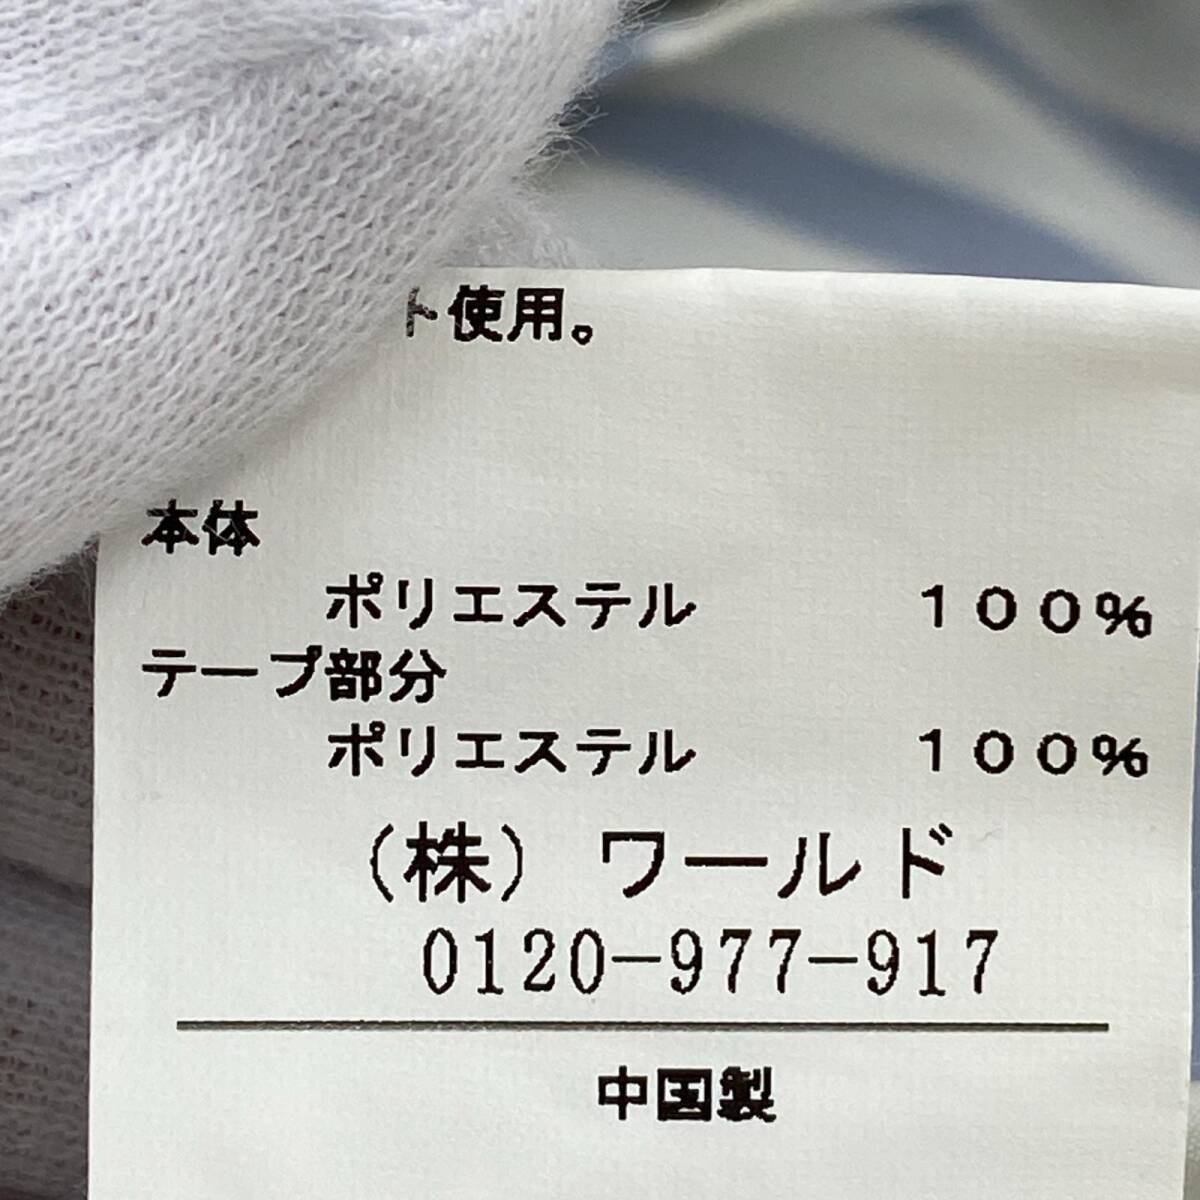 ト使用。
本体
ポリエステル 100%
テープ部分
ポリエステル 100%
(株) ワールド
0120-977-917
中国製